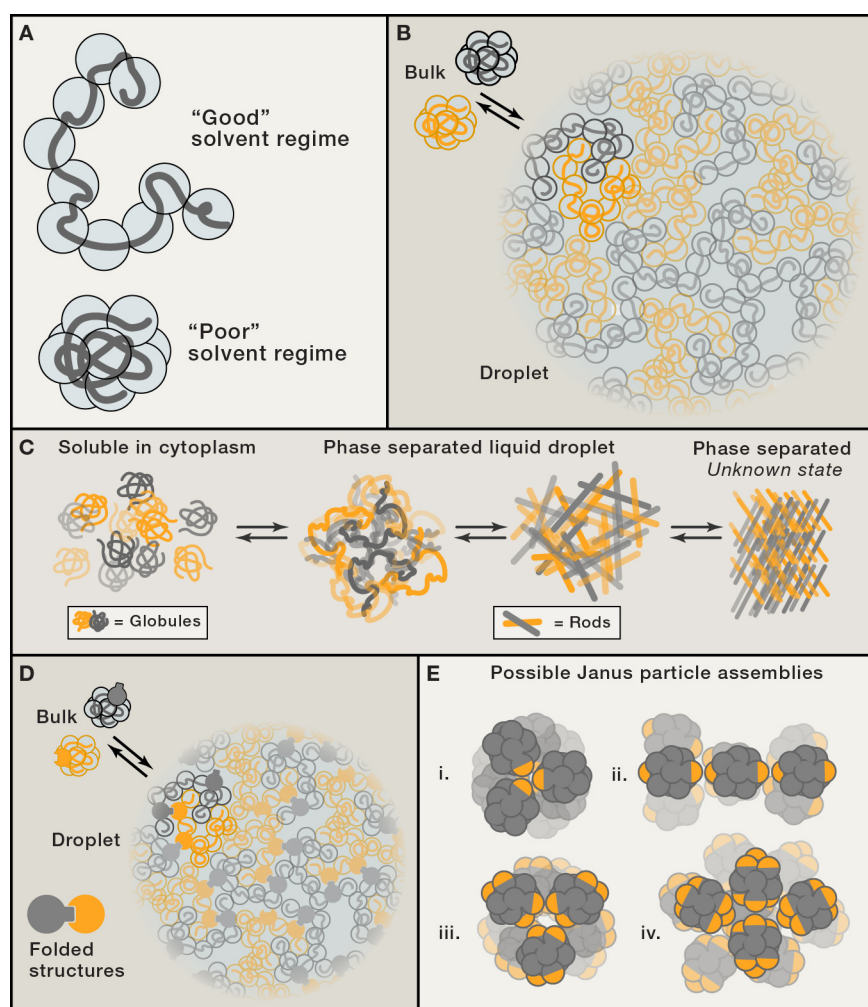 A
“Good”
solvent regime
“Poor”
solvent regime
B
Bulk
Droplet
C
Soluble in cytoplasm
Phase separated liquid droplet
Phase separated
Unknown state
= Globules
= Rods
D
Bulk
Droplet
Folded
structures
E
Possible Janus particle assemblies
i.
ii.
iii.
iv.